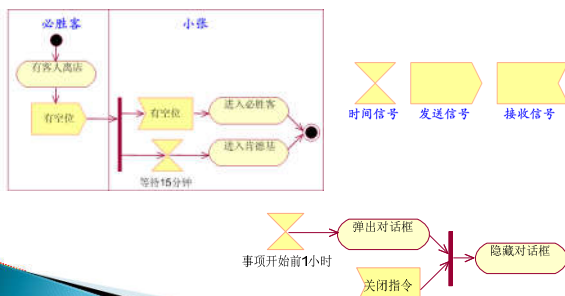 必胜客
小张
有客人离店
有空位
有空位
进入必胜客
进入肯德基
等待15分钟
时间信号
发送信号
接收信号
弹出对话框
事项开始前1小时
隐藏对话框
关闭指令